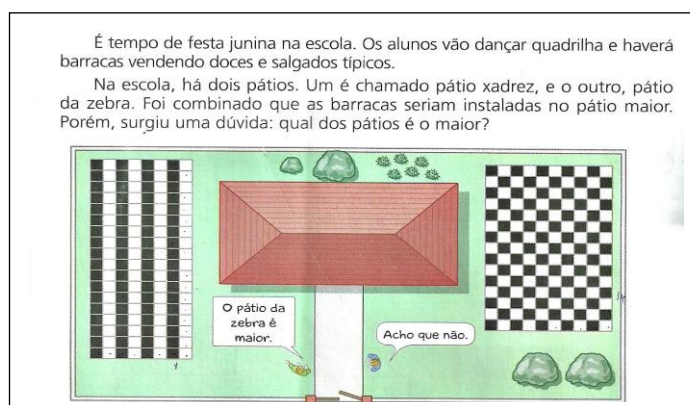 É tempo de festa junina na escola. Os alunos vão dançar quadrilha e haverá
barracas vendendo doces e salgados típicos.
Na escola, há dois pátios. Um é chamado pátio xadrez, e o outro, pátio
da zebra. Foi combinado que as barracas seriam instaladas no pátio maior.
Porém, surgiu uma dúvida: qual dos pátios é o maior?
O pátio da
zebra é
maior.
Acho que não.